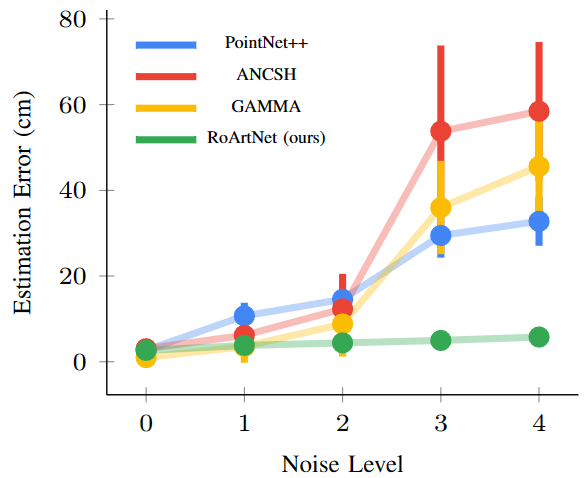 80
60
40
20
0
Estimation Error (cm)
PointNet++
ANCSH
GAMMA
RoArtNet (ours)
0 1 2 3 4
Noise Level